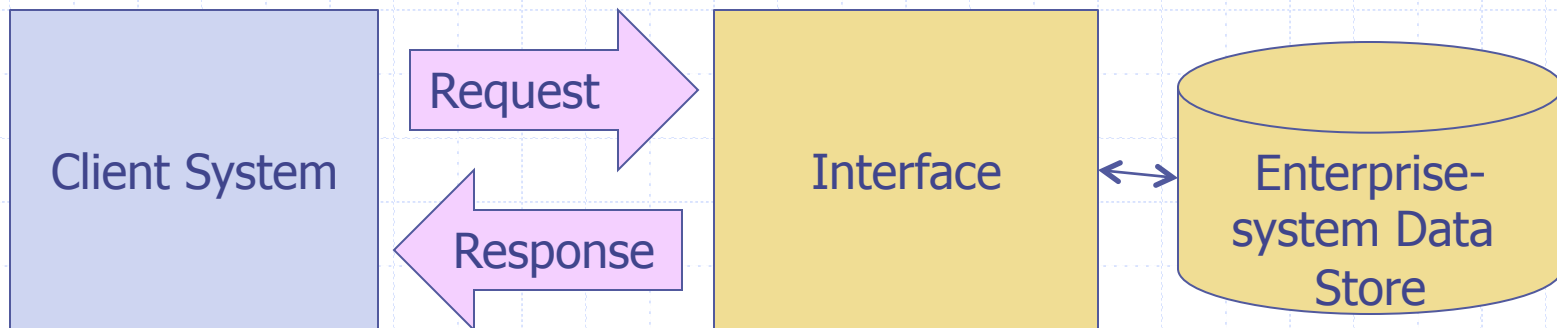 Client System
Request
Response
Interface
Enterprise-
system Data
Store